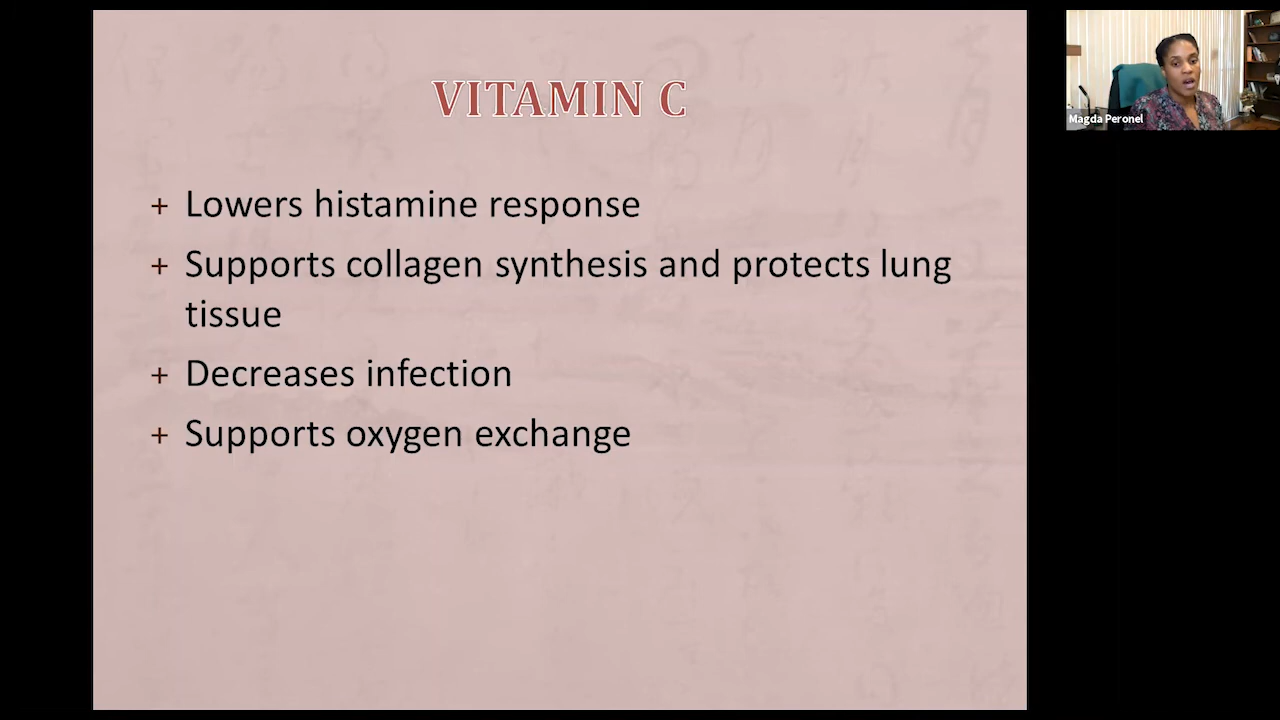 VITAMIN C
+ Lowers histamine response
+ Supports collagen synthesis and protects lung
tissue
+ Decreases infection
+ Supports oxygen exchange
Magda Peronel